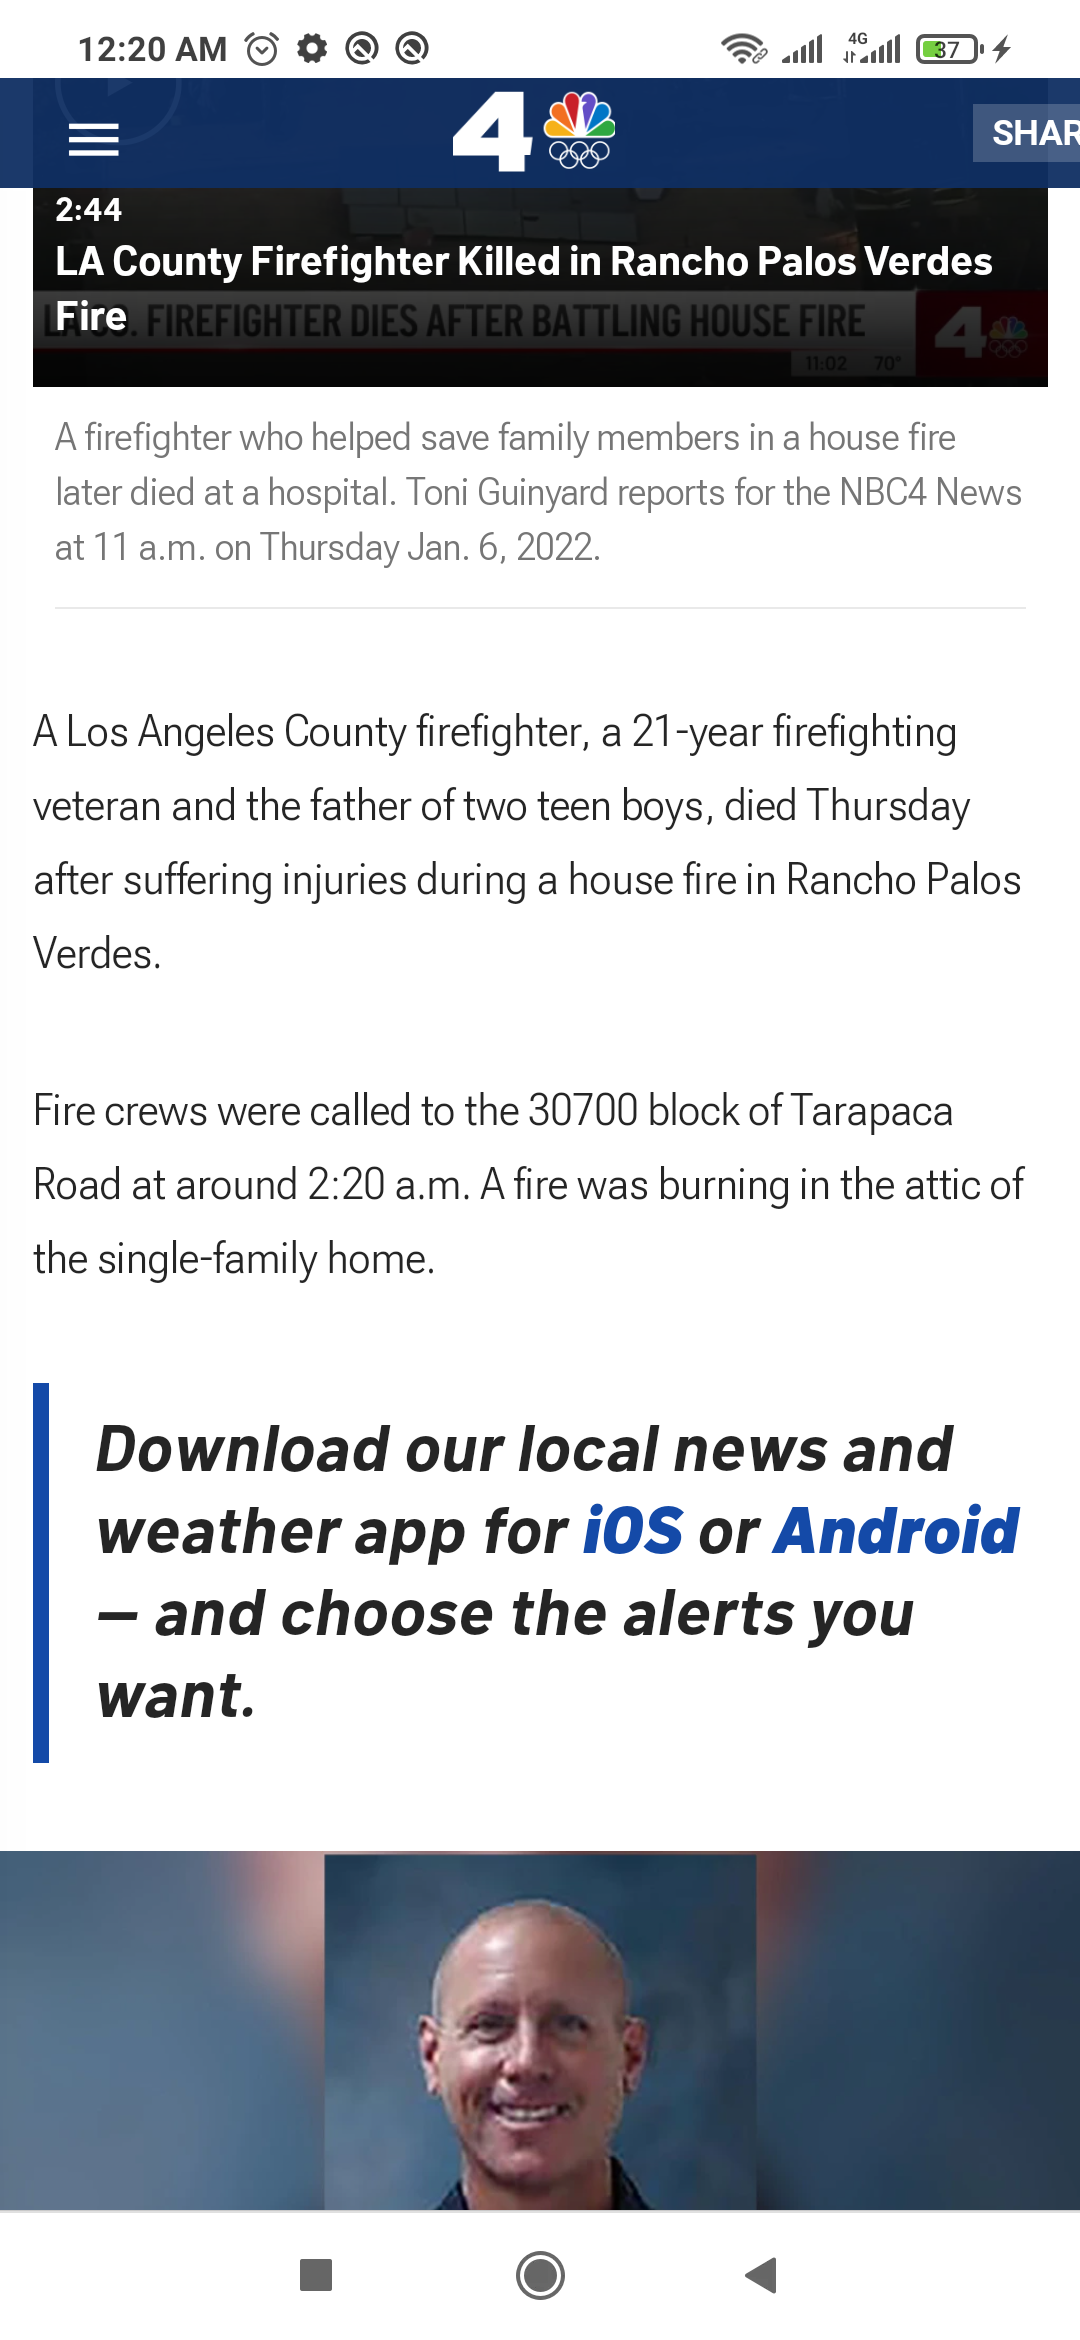 12:20 AM
4G
37
4
SHAR
2:44
LA County Firefighter Killed in Rancho Palos Verdes
Fire
FIREFIGHTER DIES AFTER BATTLING HOUSE FIRE
4
11:02 70°
A firefighter who helped save family members in a house fire
later died at a hospital. Toni Guinyard reports for the NBC4 News
at 11 a.m. on Thursday Jan. 6, 2022.
A Los Angeles County firefighter, a 21-year firefighting
veteran and the father of two teen boys, died Thursday
after suffering injuries during a house fire in Rancho Palos
Verdes.
Fire crews were called to the 30700 block of Tarapaca
Road at around 2:20 a.m. A fire was burning in the attic of
the single-family home.
Download our local news and
weather app for iOS or Android
– and choose the alerts you
want.